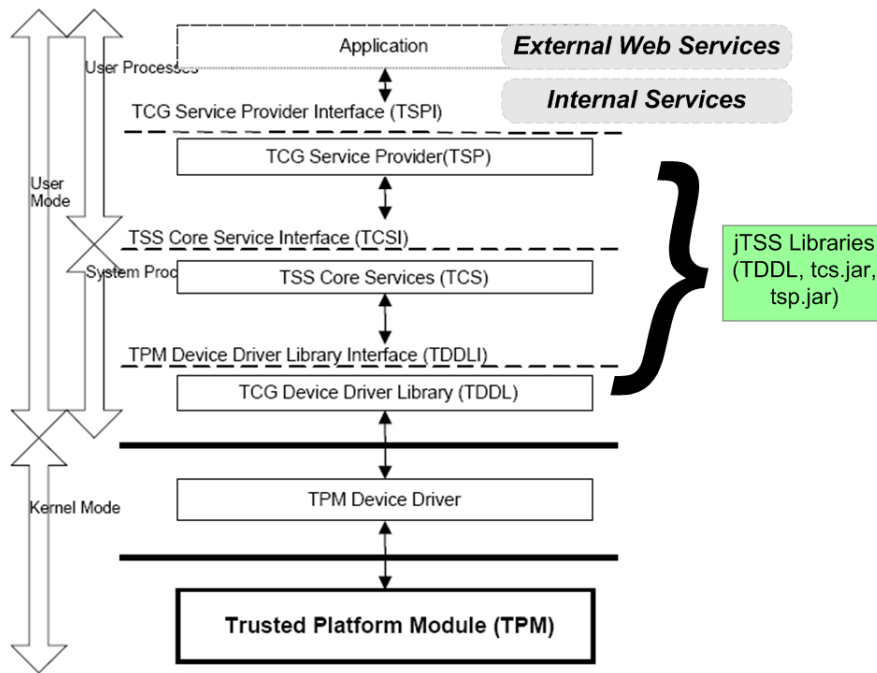 Application
External Web Services
User Processes
Internal Services
TCG Service Provider Interface (TSPI)
TCG Service Provider(TSP)
User
Mode
TSS Core Service Interface (TCSI)
jTSS Libraries
(TDDL, tcs.jar,
tsp.jar)
System Proc
TSS Core Services (TCS)
TPM Device Driver Library Interface (TDDLI)
TCG Device Driver Library (TDDL)
TPM Device Driver
Kernel Mode
Trusted Platform Module (TPM)